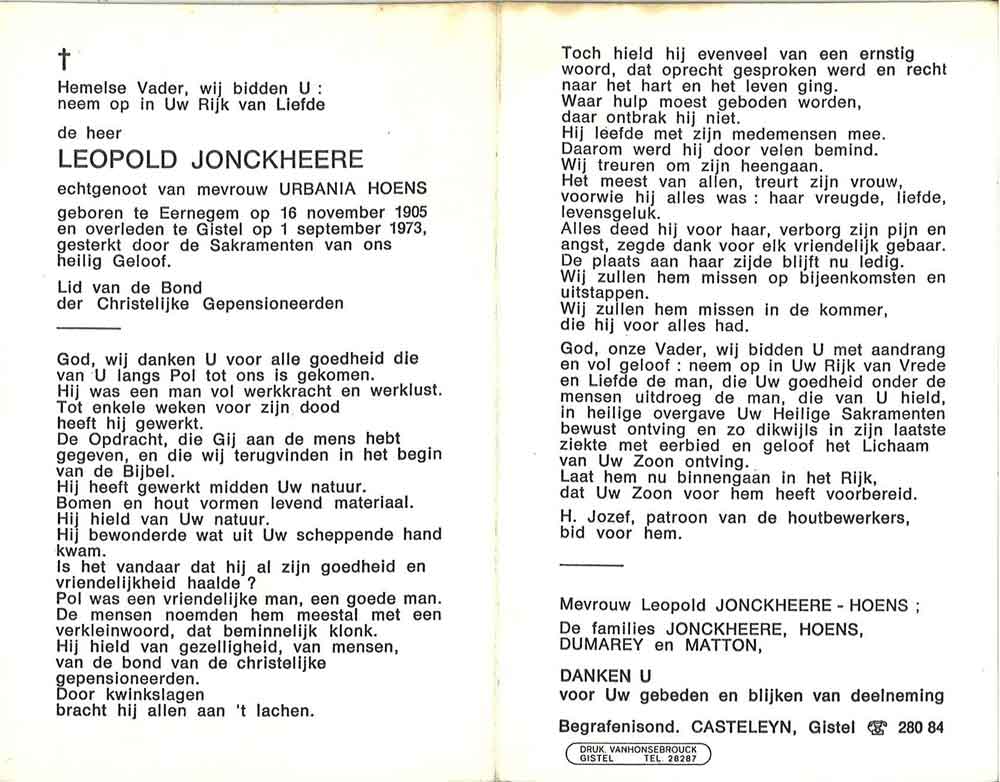 Hemelse Vader, wij bidden U :
neem op in Uw Rijk van Liefde
de heer
LEOPOLD JONCKHEERE
echtgenoot van mevrouw URBANIA HOENS
geboren te Eernegem op 16 november 1905
en overleden te Gistel op 1 september 1973,
gesterkt door de Sakramenten van ons
heilig Geloof.
Lid van de Bond
der Christelijke Gepensioneerden
God, wij danken U voor alle goedheid die
van U langs Pol tot ons is gekomen.
Hij was een man vol werkkracht en werklust.
Tot enkele weken voor zijn dood
heeft hij gewerkt.
De Opdracht, die Gij aan de mens hebt
gegeven, en die wij terugvinden in het begin
van de Bijbel.
Hij heeft gewerkt midden Uw natuur.
Bomen en hout vormen levend materiaal.
Hij hield van Uw natuur.
Hij bewonderde wat uit Uw scheppende hand
kwam.
Is het vandaar dat hij al zijn goedheid en
vriendelijkheid haalde ?
Pol was een vriendelijke man, een goede man.
De mensen noemden hem meestal met een
verkleinwoord, dat beminnelijk klonk.
Hij hield van gezelligheid, van mensen,
van de bond van de christelijke
gepensioneerden.
Door kwinkslagen
bracht hij allen aan 't lachen.
Toch hield hij evenveel van een ernstig
woord, dat oprecht gesproken werd en recht
naar het hart en het leven ging.
Waar hulp moest geboden worden,
daar ontbrak hij niet.
Hij leefde met zijn medemensen mee.
Daarom werd hij door velen bemind.
Wij treuren om zijn heengaan.
Het meest van allen, treurt zijn vrouw,
voorwie hij alles was : haar vreugde, liefde,
levensgeluk.
Alles deed hij voor haar, verborg zijn pijn en
angst, zegde dank voor elk vriendelijk gebaar.
De plaats aan haar zijde blijft nu ledig.
Wij zullen hem missen op bijeenkomsten en
uitstappen.
Wij zullen hem missen in de kommer,
die hij voor alles had.
God, onze Vader, wij bidden U met aandrang
en vol geloof : neem op in Uw Rijk van Vrede
en Liefde de man, die Uw goedheid onder de
mensen uitdroeg de man, die van U hield,
in heilige overgave Uw Heilige Sakramenten
bewust ontving en zo dikwijls in zijn laatste
ziekte met eerbied en geloof het Lichaam
van Uw Zoon ontving.
Laat hem nu binnengaan in het Rijk,
dat Uw Zoon voor hem heeft voorbereid.
H. Jozef, patroon van de houtbewerkers,
bid voor hem.
Mevrouw Leopold JONCKHEERE - HOENS ;
De families JONCKHEERE, HOENS,
DUMAREY en MATTON,
DANKEN U
voor Uw gebeden en blijken van deelneming
Begrafenisond. CASTELEYN, Gistel ☎ 280 84
DRUK. VANHONSEBROUCK
GISTEL TEL. 28287